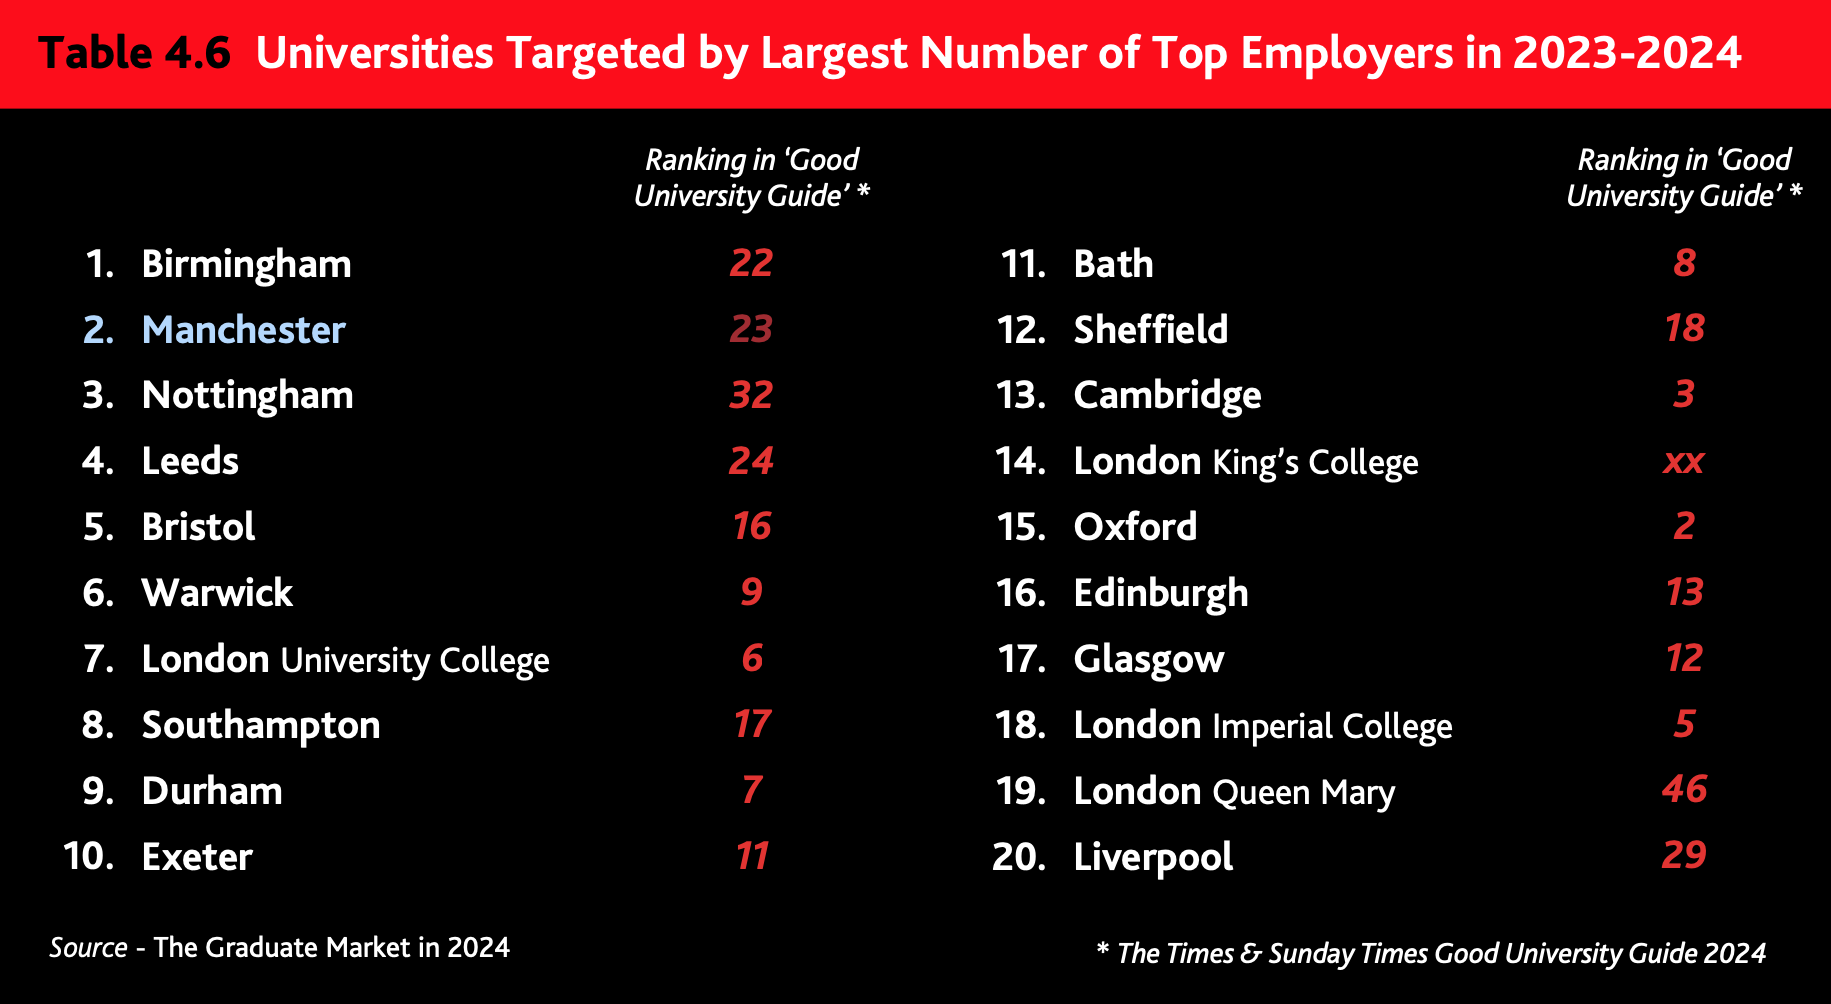 Table 4.6 Universities Targeted by Largest Number of Top Employers in 2023-2024
Ranking in ‘Good
University Guide’ *
1. Birmingham 22
2. Manchester 23
3. Nottingham 32
4. Leeds 24
5. Bristol 16
6. Warwick 9
7. London University College 6
8. Southampton 17
9. Durham 7
10. Exeter 11
Ranking in ‘Good
University Guide’ *
11. Bath 8
12. Sheffield 18
13. Cambridge 3
14. London King’s College xx
15. Oxford 2
16. Edinburgh 13
17. Glasgow 12
18. London Imperial College 5
19. London Queen Mary 46
20. Liverpool 29
Source - The Graduate Market in 2024
* The Times & Sunday Times Good University Guide 2024